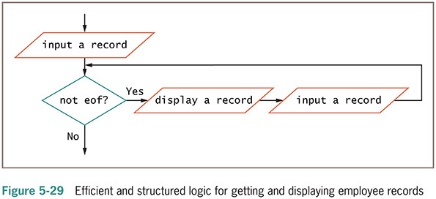 input a record
not eof?
Yes
display a record
input a record
No
Figure 5-29 Efficient and structured logic for getting and displaying employee records